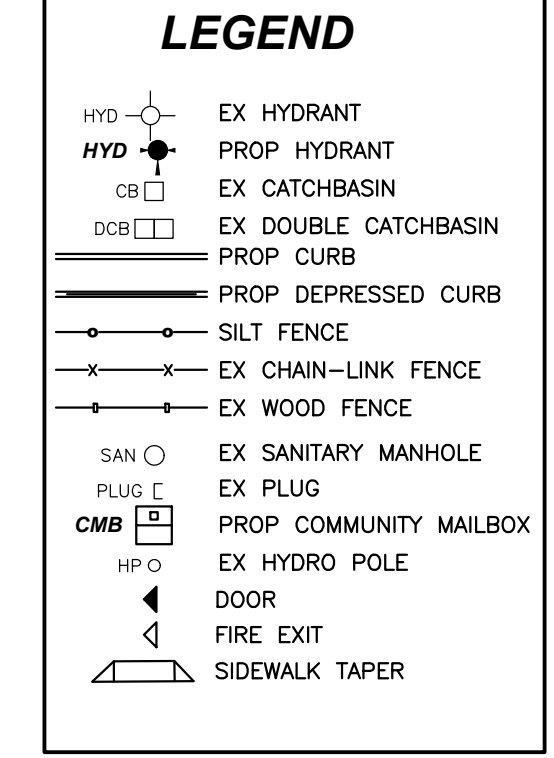 LEGEND
HYD EX HYDRANT
HYD PROP HYDRANT
CB EX CATCHBASIN
DCB EX DOUBLE CATCHBASIN
PROP CURB
PROP DEPRESSED CURB
SILT FENCE
X X EX CHAIN-LINK FENCE
EX WOOD FENCE
SAN EX SANITARY MANHOLE
PLUG EX PLUG
CMB PROP COMMUNITY MAILBOX
HP EX HYDRO POLE
DOOR
FIRE EXIT
SIDEWALK TAPER